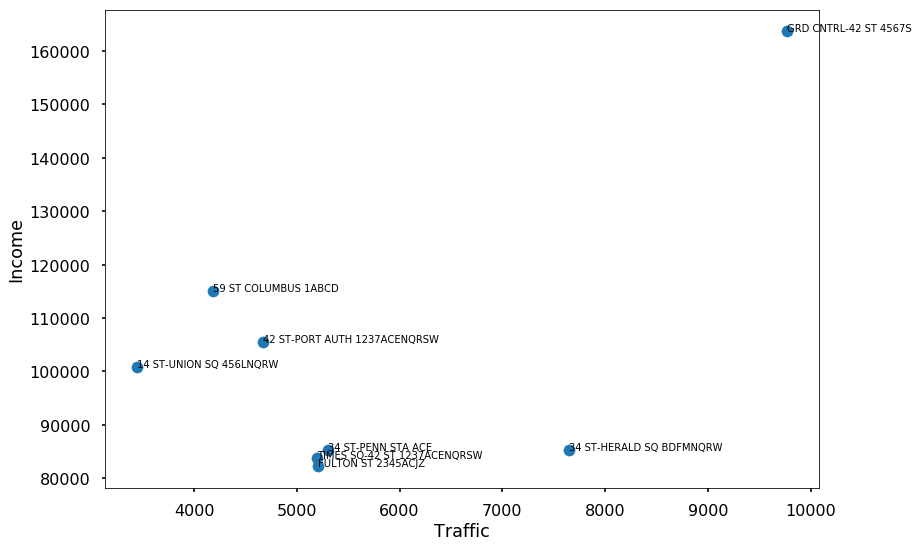 GRD CNTRL-42 ST 4567S
160000
150000
140000
130000
120000
59 ST COLUMBUS 1ABCD
110000
42 ST-PORT AUTH 1237ACENQRSW
100000
14 ST-UNION SQ 456LNQRW
90000
34 ST-PENN STA ACE
34 ST-HERALD SQ BDFMNQRW
TIMES SQ-42 ST 1237ACENQRSW
FULTON ST 2345ACJZ
80000
Income
4000 5000 6000 7000 8000 9000 10000
Traffic